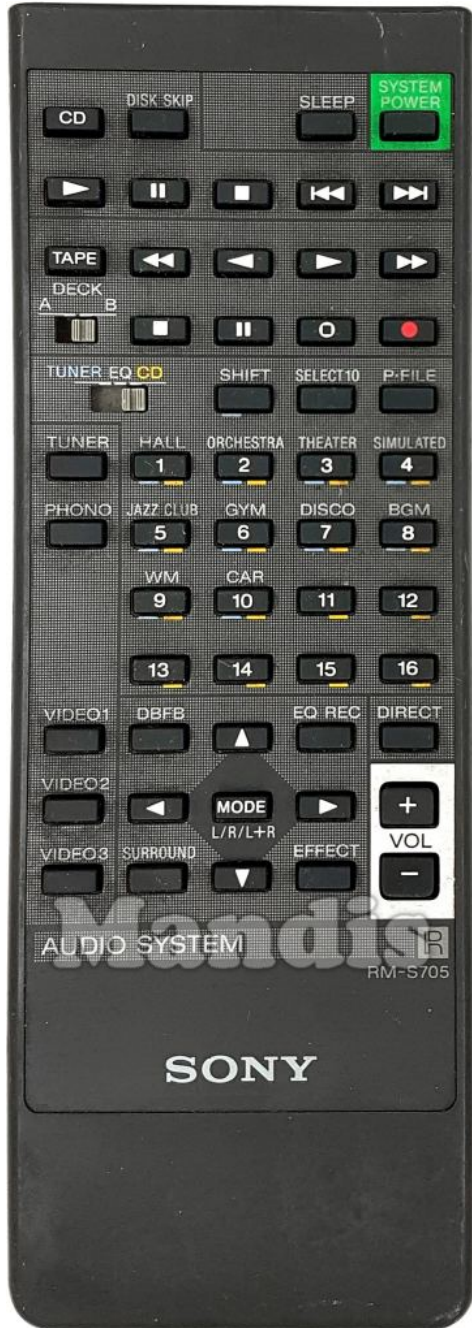 SYSTEM
DISK SKIP SLEEP POWER
CD
TAPE
DECK
A B
TUNER EQ CD SHIFT SELECT10 P·FILE
TUNER HALL ORCHESTRA THEATER SIMULATED
1 2 3 4
PHONO JAZZ CLUB GYM DISCO BGM
5 6 7 8
WM CAR
9 10 11 12
13 14 15 16
VIDEO1 DBFB EQ REC DIRECT
VIDEO2
MODE +
L/R/L+R VOL
VIDEO3 SURROUND EFFECT −
Mandis
AUDIO SYSTEM R
RM-S705
SONY